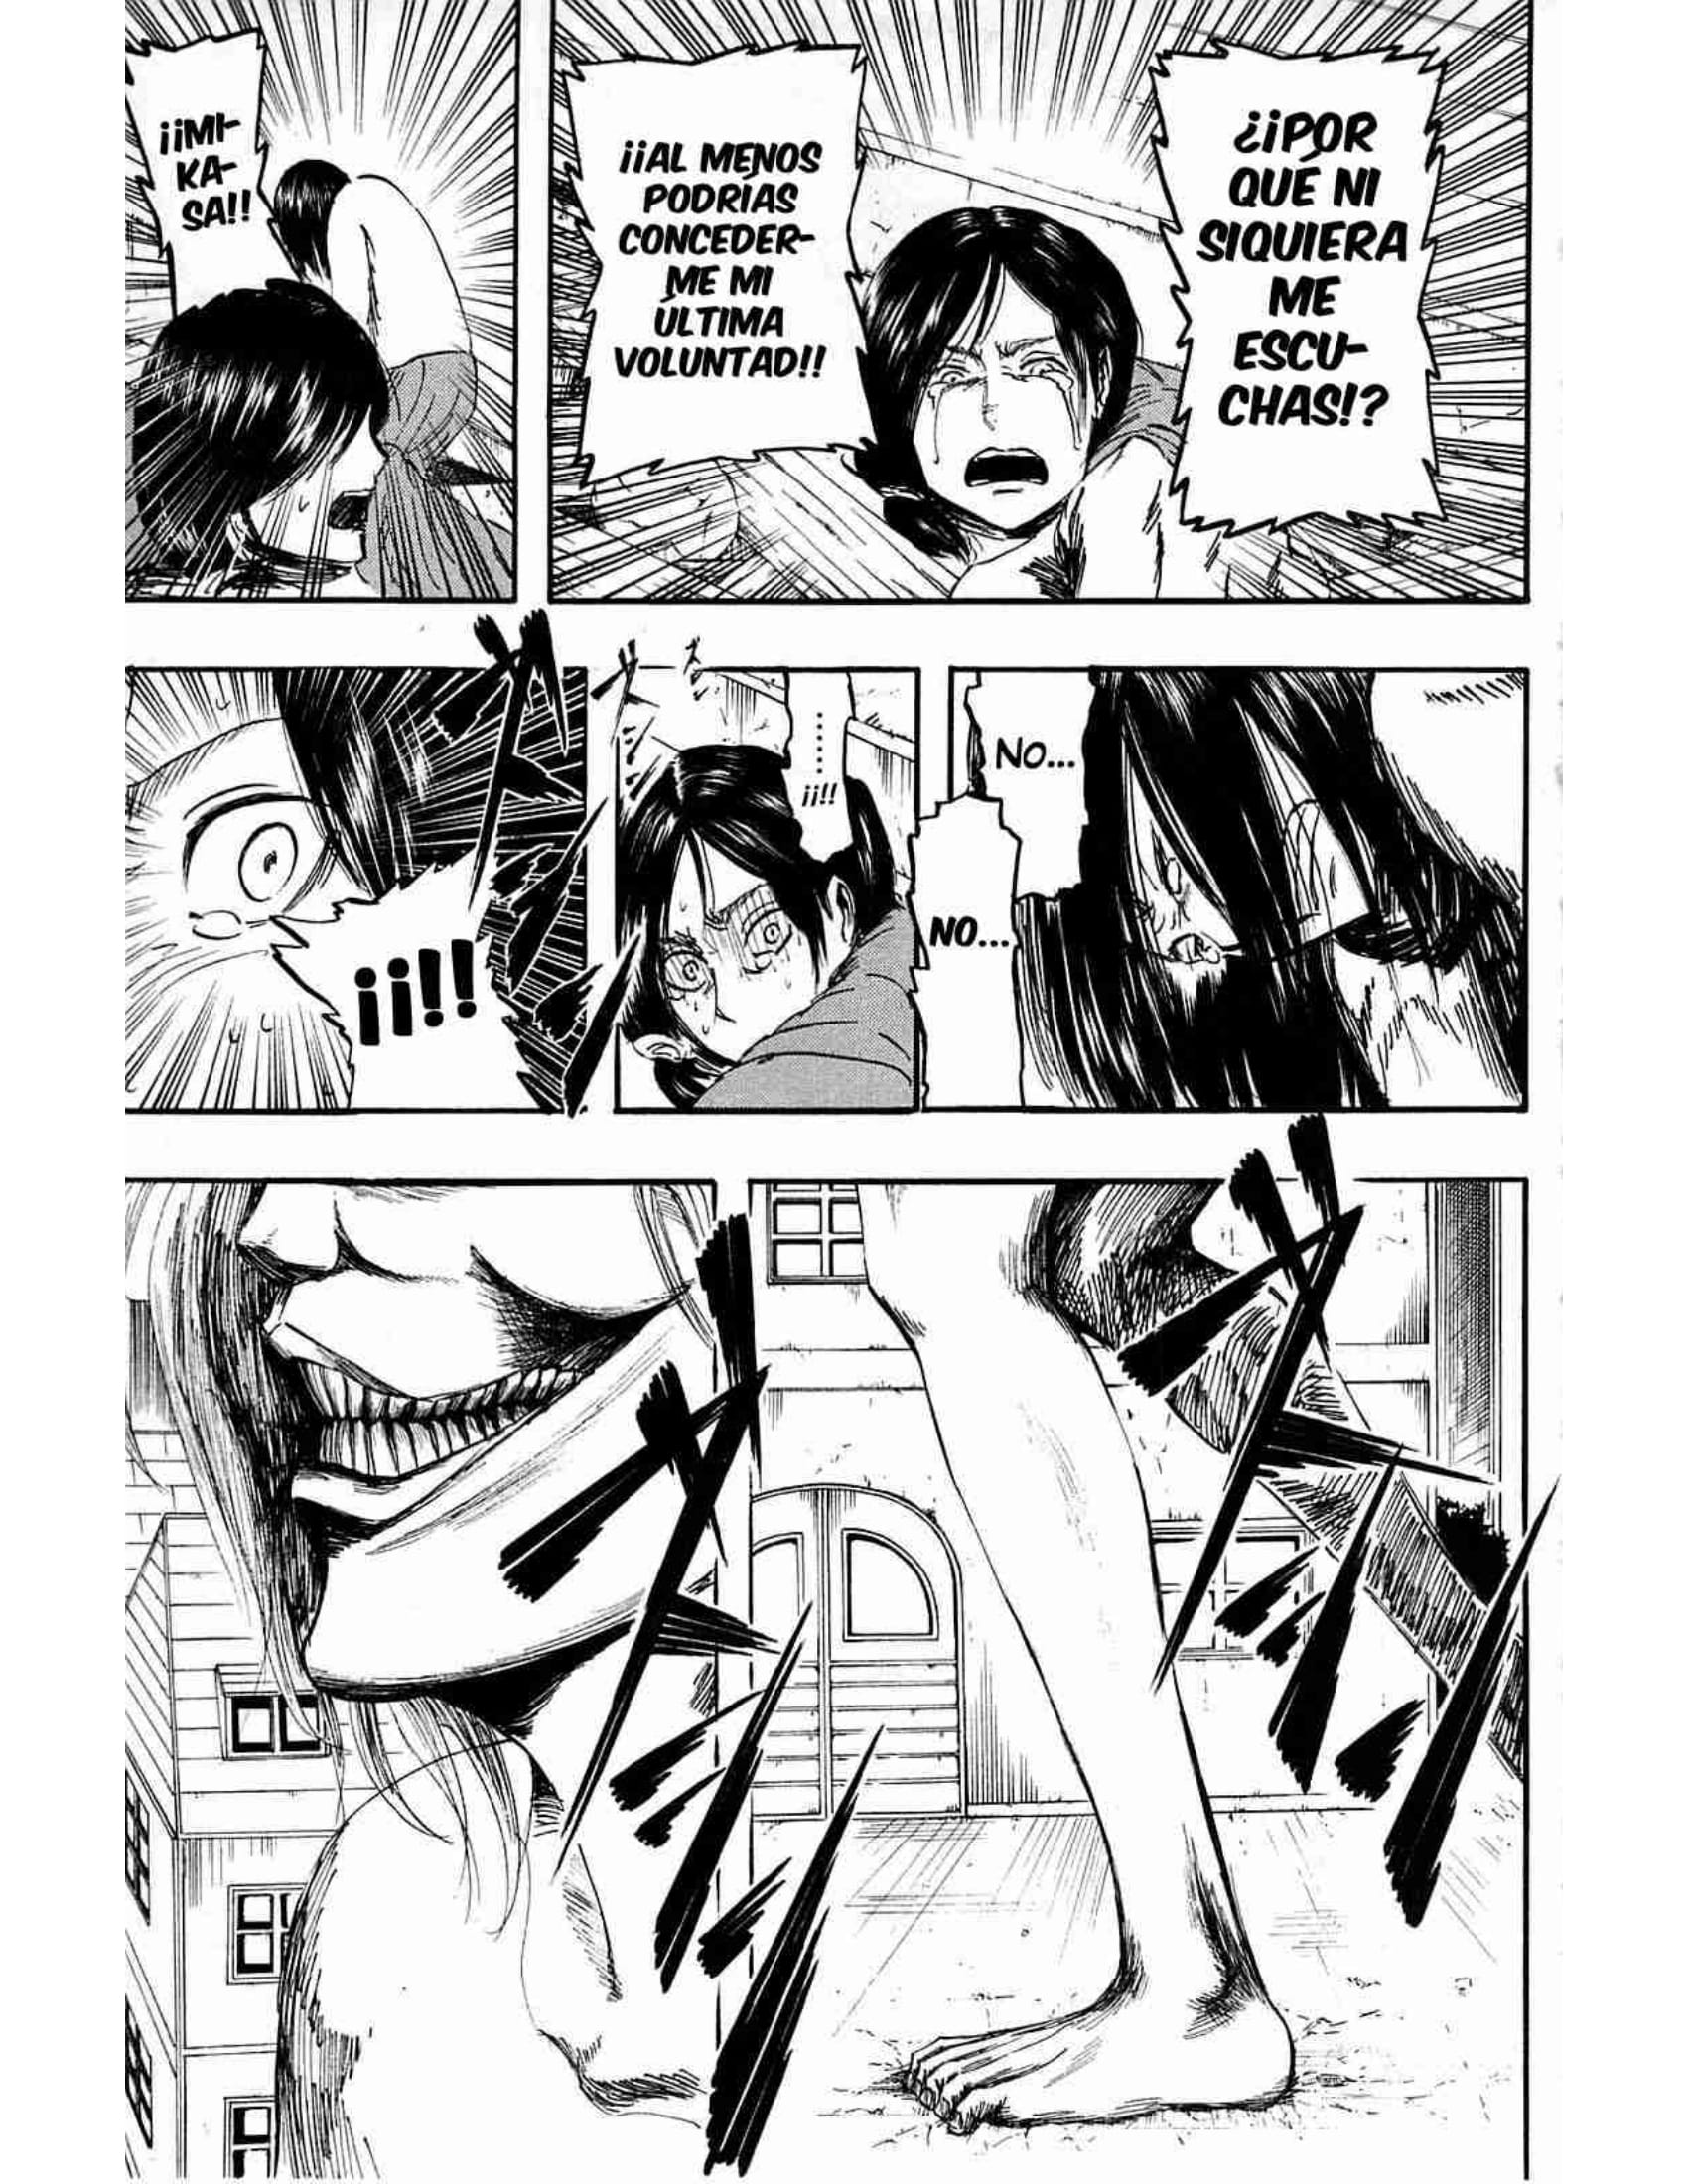 ¿¡POR
QUÉ NI
SIQUIERA
ME
ESCU-
CHAS!?
¡¡AL MENOS
PODRÍAS
CONCEDER-
ME MI
ÚLTIMA
VOLUNTAD!!
¡¡MI-
KA-
SA!!
NO...
NO...
......
¡¡!!
¡¡!!